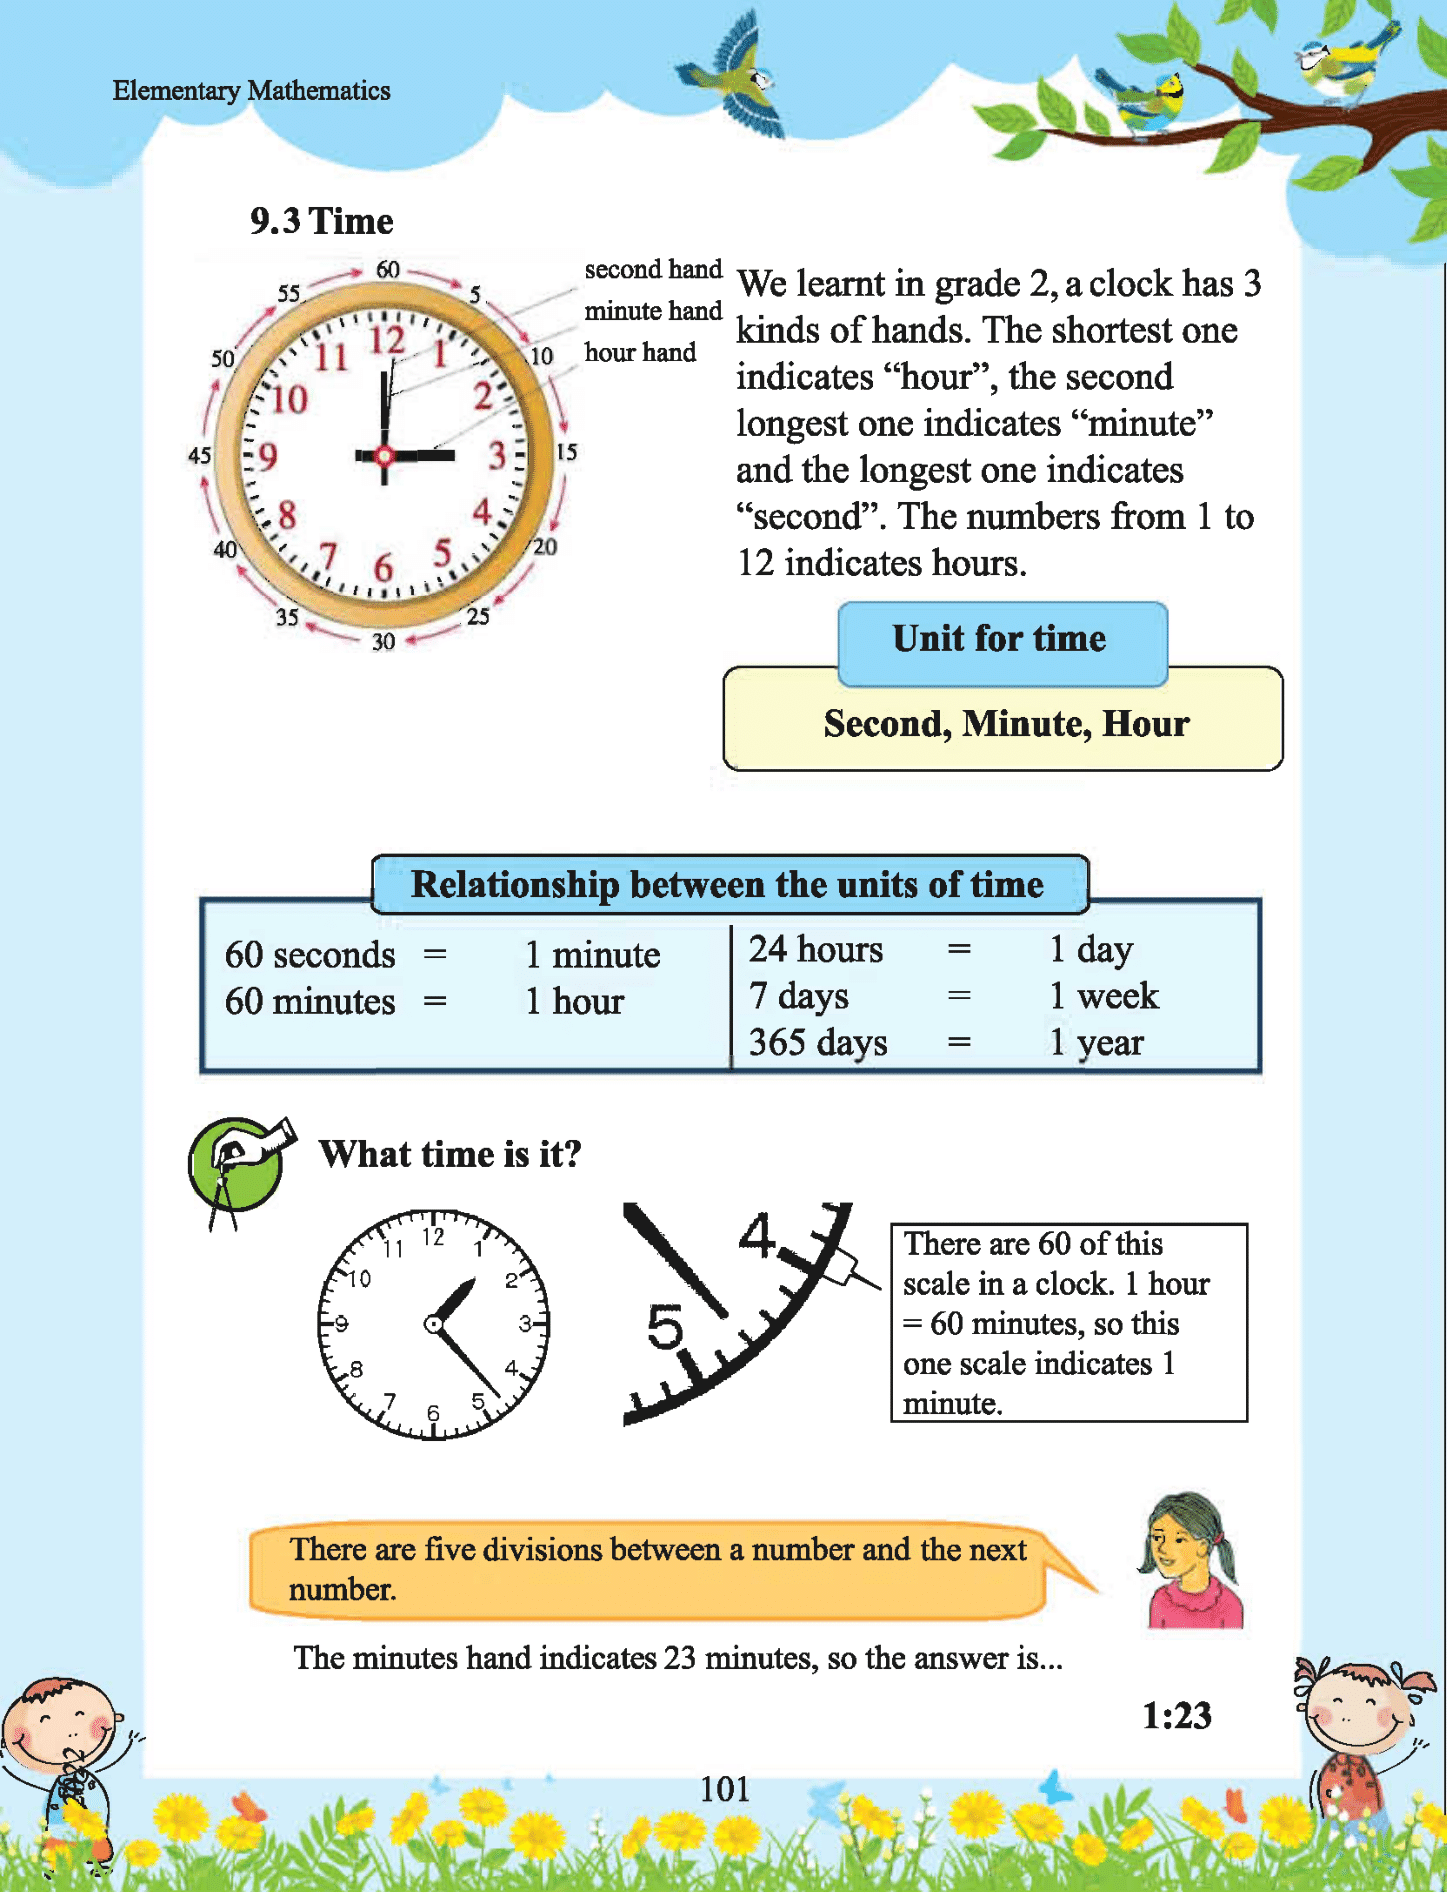 Elementary Mathematics
9.3 Time
60
5
10
15
20
25
30
35
40
45
50
55
12
1
2
3
4
5
6
7
8
9
10
11
second hand
minute hand
hour hand
We learnt in grade 2, a clock has 3
kinds of hands. The shortest one
indicates “hour”, the second
longest one indicates “minute”
and the longest one indicates
“second”. The numbers from 1 to
12 indicates hours.
Unit for time
Second, Minute, Hour
Relationship between the units of time
60 seconds = 1 minute
60 minutes = 1 hour
24 hours = 1 day
7 days = 1 week
365 days = 1 year
What time is it?
12
1
2
3
4
5
6
7
8
9
10
11
4
5
There are 60 of this
scale in a clock. 1 hour
= 60 minutes, so this
one scale indicates 1
minute.
There are five divisions between a number and the next
number.
The minutes hand indicates 23 minutes, so the answer is...
1:23
101